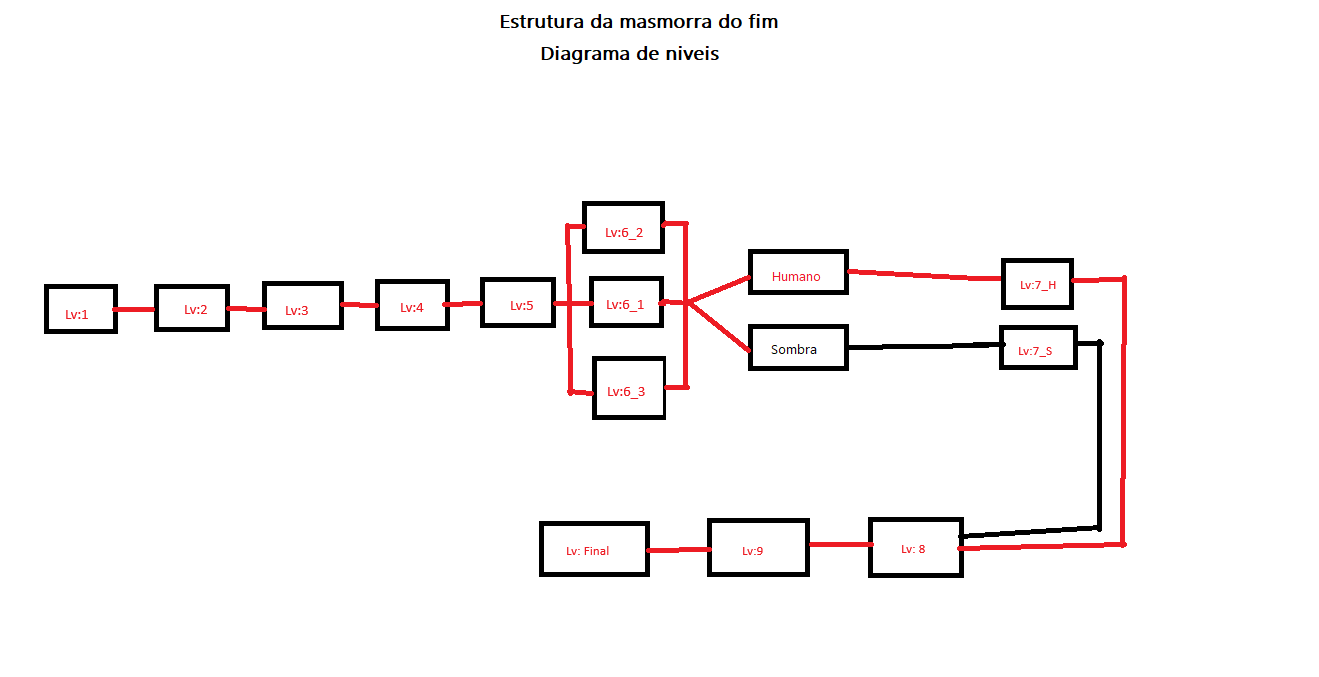 Estrutura da masmorra do fim
Diagrama de niveis
Lv:1
Lv:2
Lv:3
Lv:4
Lv:5
Lv:6_2
Lv:6_1
Lv:6_3
Humano
Sombra
Lv:7_H
Lv:7_S
Lv: Final
Lv:9
Lv: 8